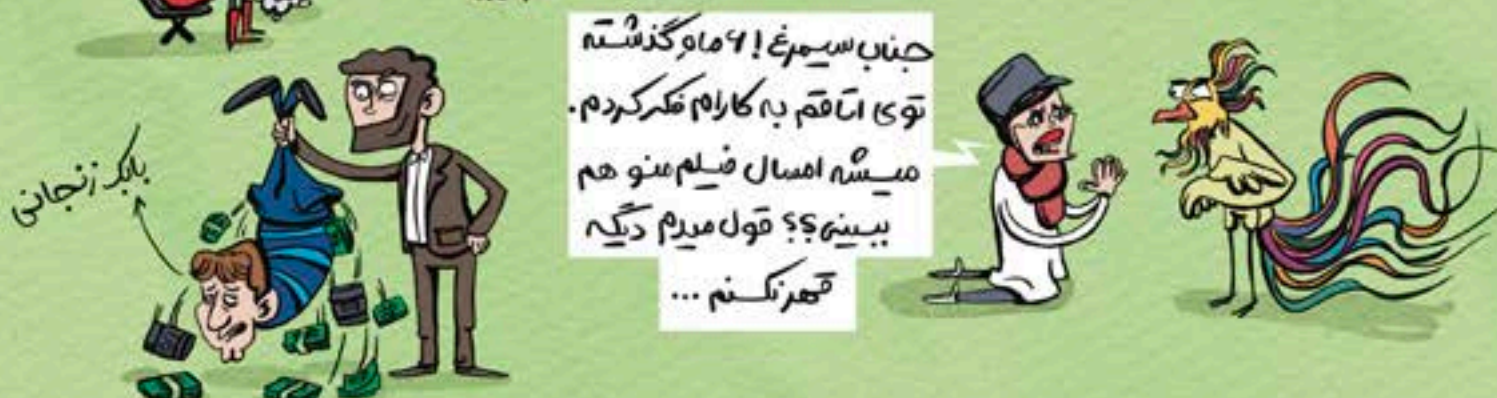 جناب سیمرغ! ۶ ماه گذشته
توی اتاقم به کارام فکر کردم.
میشه امسال فیلم منو هم
ببینی؟؟ قول میدم دیگه
قهر نکنم ...
بابک زنجانی